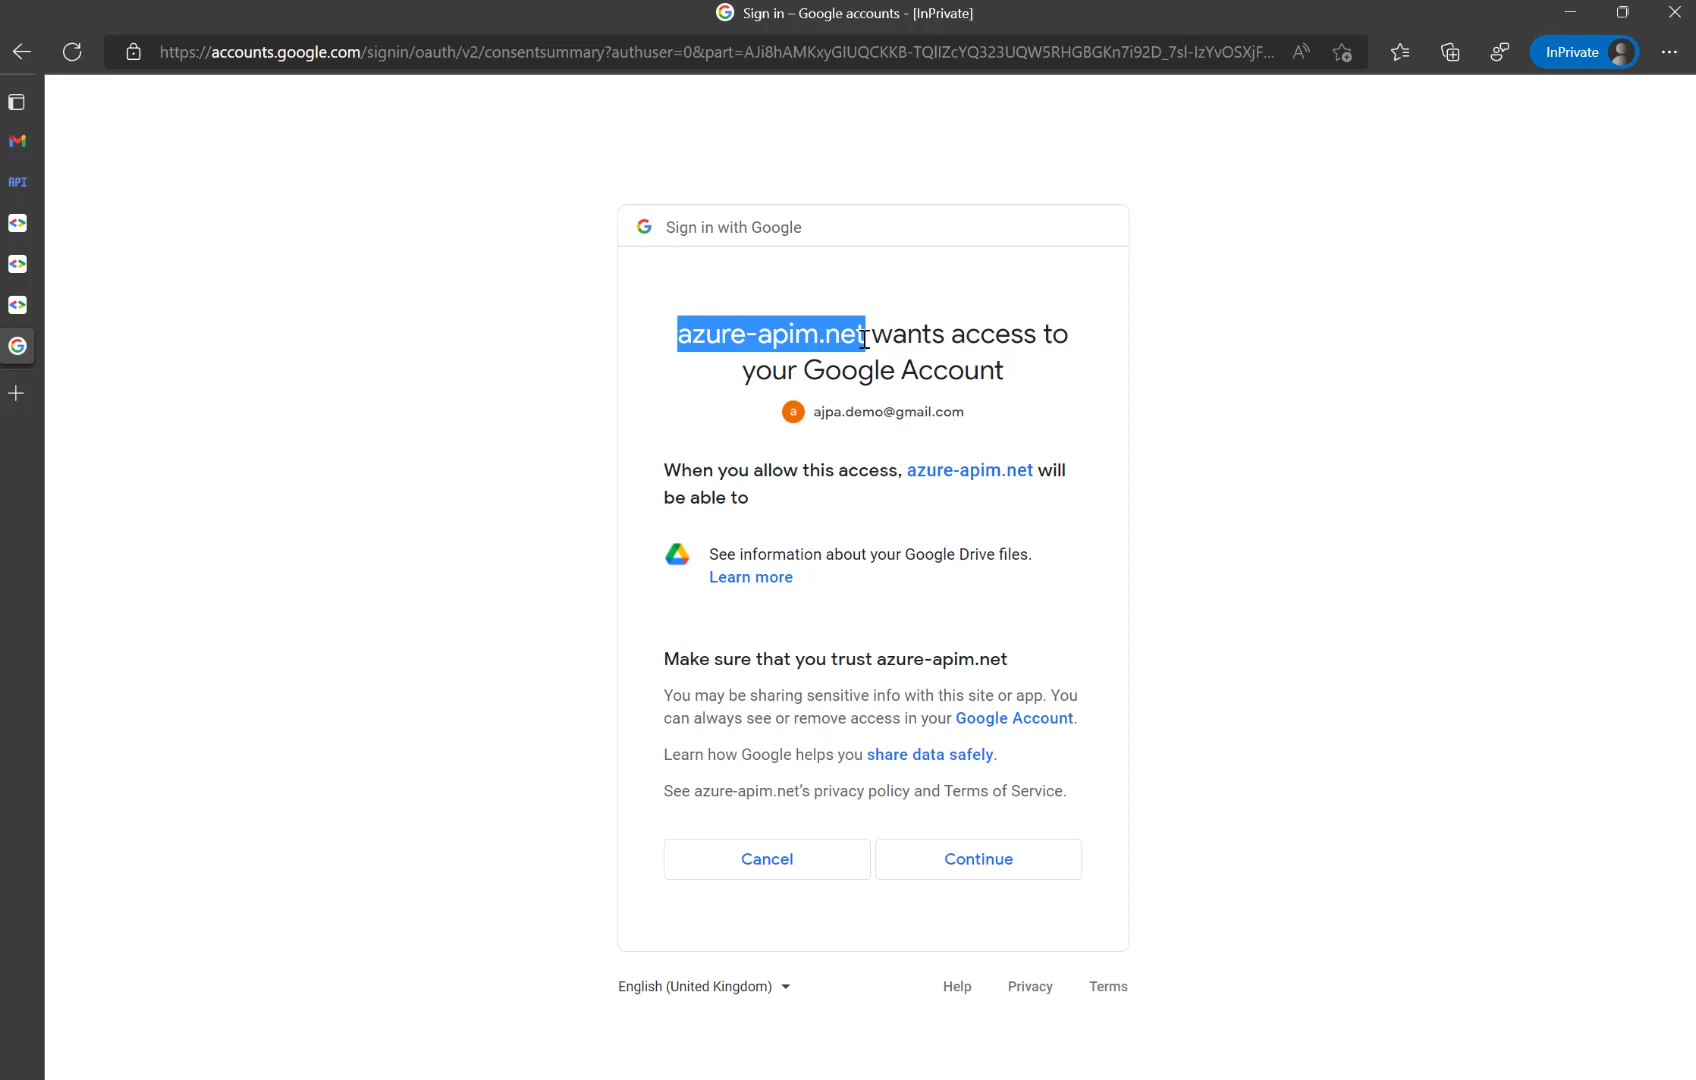 Sign in – Google accounts - [InPrivate]
https://accounts.google.com/signin/oauth/v2/consentsummary?authuser=0&part=AJi8hAMKxyGIUQCKKB-TQlIZcYQ323UQW5RHGBGKn7i92D_7sl-IzYvOSXjF...
InPrivate
API
Sign in with Google
azure-apim.net wants access to
your Google Account
a ajpa.demo@gmail.com
When you allow this access, azure-apim.net will
be able to
See information about your Google Drive files.
Learn more
Make sure that you trust azure-apim.net
You may be sharing sensitive info with this site or app. You
can always see or remove access in your Google Account.
Learn how Google helps you share data safely.
See azure-apim.net's privacy policy and Terms of Service.
Cancel Continue
English (United Kingdom) Help Privacy Terms